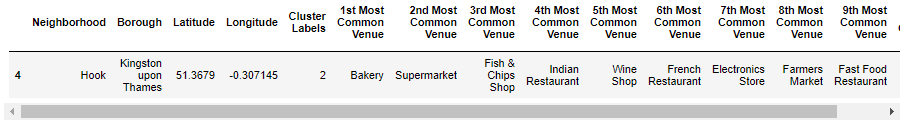 Neighborhood Borough Latitude Longitude Cluster Labels 1st Most Common Venue 2nd Most Common Venue 3rd Most Common Venue 4th Most Common Venue 5th Most Common Venue 6th Most Common Venue 7th Most Common Venue 8th Most Common Venue 9th Most Common Venue
4 Hook Kingston upon Thames 51.3679 -0.307145 2 Bakery Supermarket Fish & Chips Shop Indian Restaurant Wine Shop French Restaurant Electronics Store Farmers Market Fast Food Restaurant